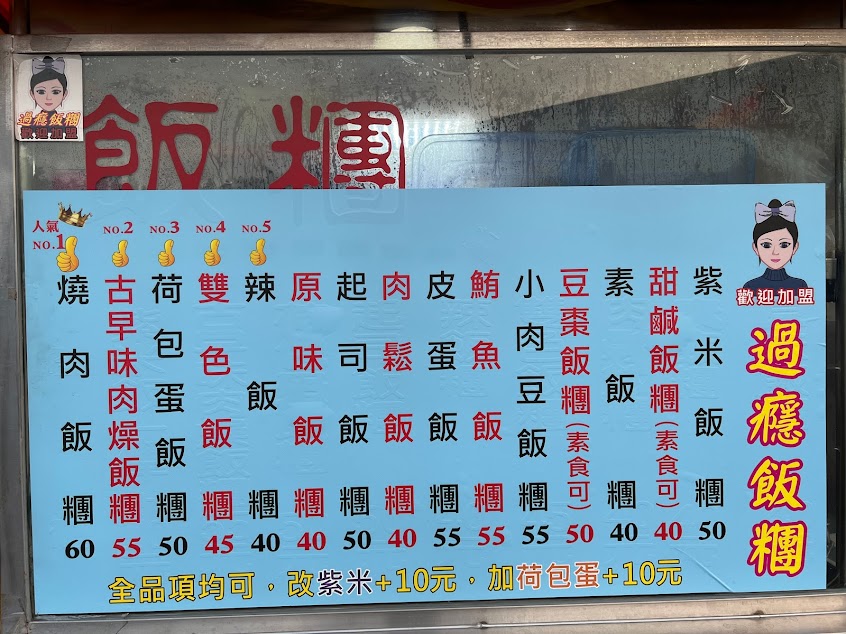 過癮飯糰
歡迎加盟
飯糰
歡迎加盟
過癮飯糰
紫米飯糰 50
甜鹹飯糰(素食可) 40
素飯糰 40
豆棗飯糰(素食可) 50
小肉豆飯糰 55
鮪魚飯糰 55
皮蛋飯糰 55
肉鬆飯糰 40
起司飯糰 50
原味飯糰 40
NO.5 辣飯糰 40
NO.4 雙色飯糰 45
NO.3 荷包蛋飯糰 50
NO.2 古早味肉燥飯糰 55
人氣 NO.1 燒肉飯糰 60
全品項均可，改紫米+10元，加荷包蛋+10元